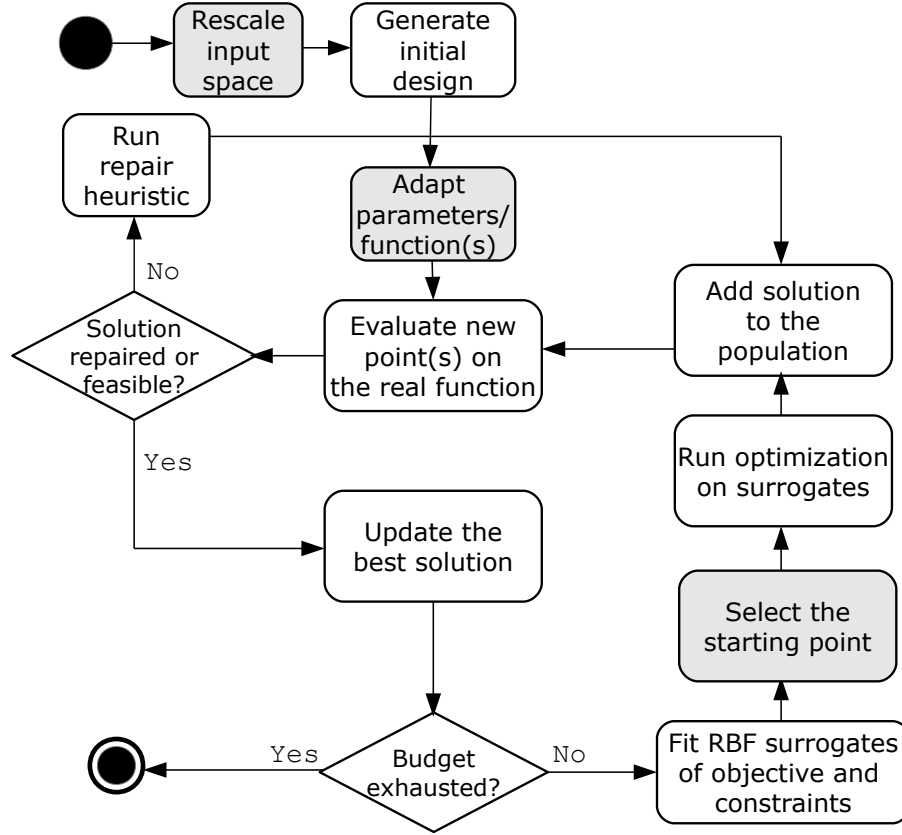 Rescale
input
space
Generate
initial
design
Run
repair
heuristic
Adapt
parameters/
function(s)
No
Add solution
to the
population
Solution
repaired or
feasible?
Evaluate new
point(s) on
the real function
Yes
Run optimization
on surrogates
Update the
best solution
Select the
starting point
Yes
Budget
exhausted?
No
Fit RBF surrogates
of objective and
constraints